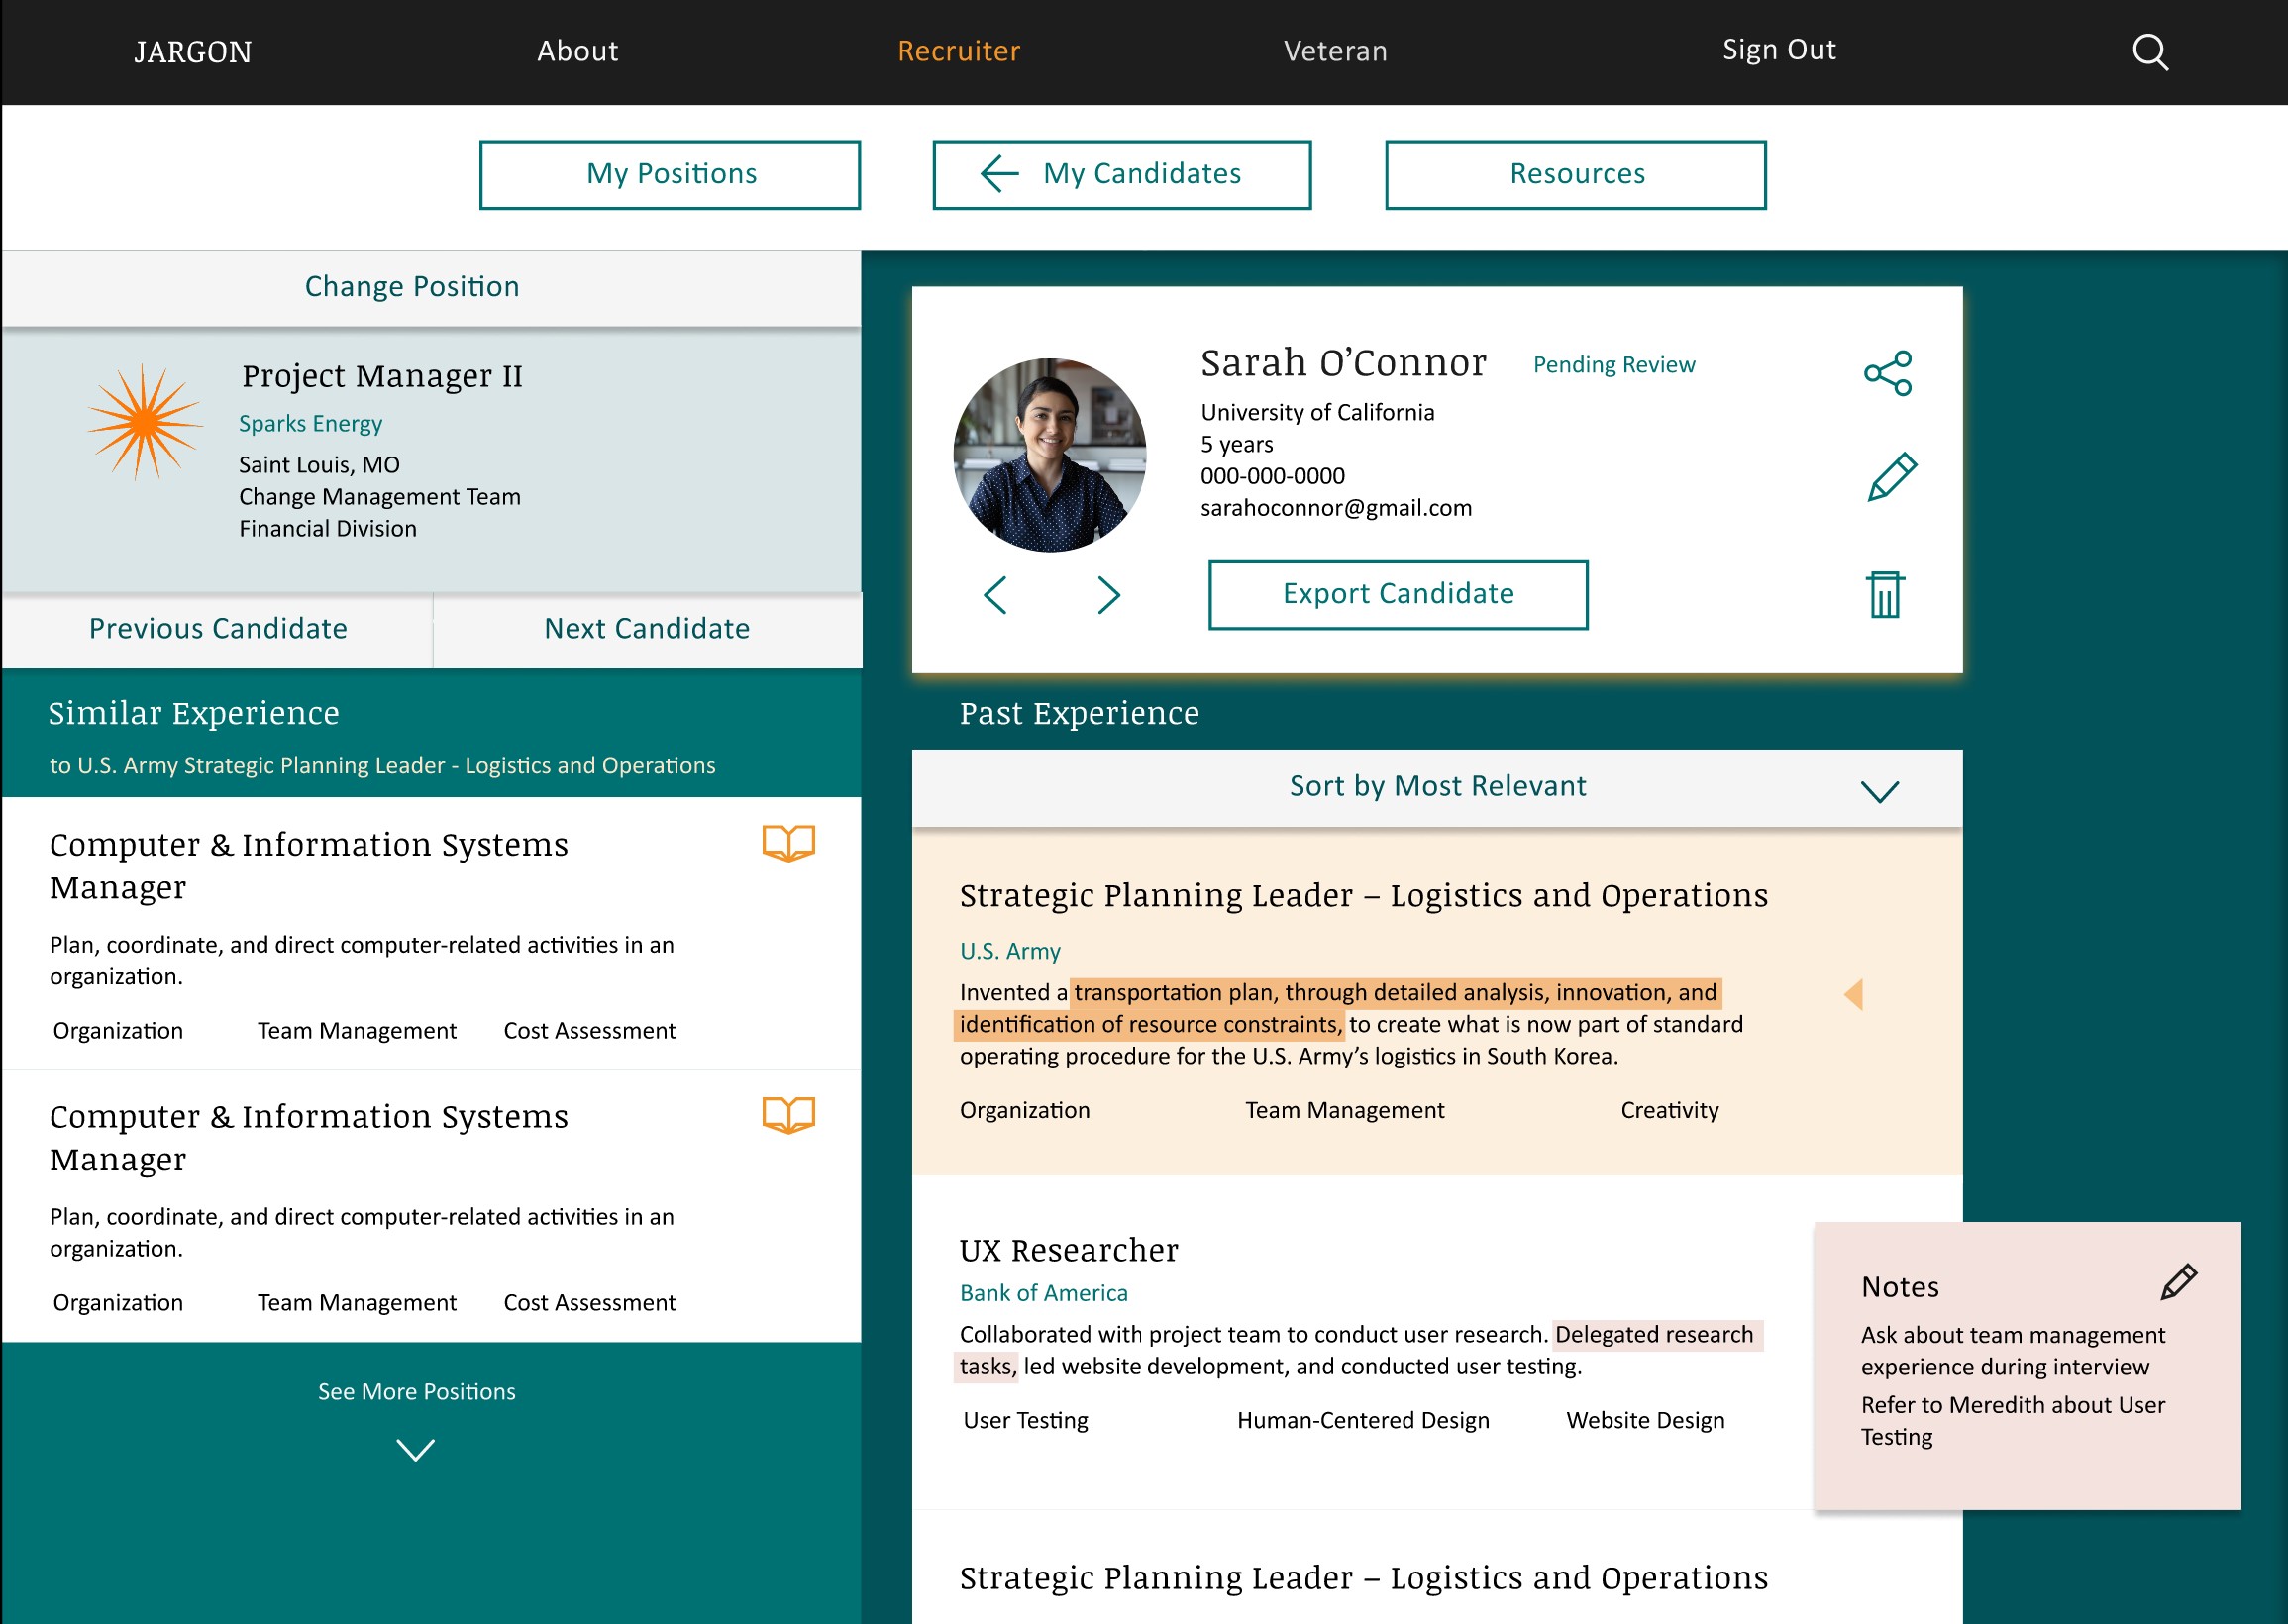 JARGON
About
Recruiter
Veteran
Sign Out
My Positions
My Candidates
Resources
Change Position
Project Manager II
Sparks Energy
Saint Louis, MO
Change Management Team
Financial Division
Previous Candidate
Next Candidate
Similar Experience
to U.S. Army Strategic Planning Leader - Logistics and Operations
Computer & Information Systems
Manager
Plan, coordinate, and direct computer-related activities in an
organization.
Organization
Team Management
Cost Assessment
Computer & Information Systems
Manager
Plan, coordinate, and direct computer-related activities in an
organization.
Organization
Team Management
Cost Assessment
See More Positions
Sarah O’Connor
Pending Review
University of California
5 years
000-000-0000
sarahoconnor@gmail.com
Export Candidate
Past Experience
Sort by Most Relevant
Strategic Planning Leader – Logistics and Operations
U.S. Army
Invented a transportation plan, through detailed analysis, innovation, and
identification of resource constraints, to create what is now part of standard
operating procedure for the U.S. Army’s logistics in South Korea.
Organization
Team Management
Creativity
UX Researcher
Bank of America
Collaborated with project team to conduct user research. Delegated research
tasks, led website development, and conducted user testing.
User Testing
Human-Centered Design
Website Design
Notes
Ask about team management
experience during interview
Refer to Meredith about User
Testing
Strategic Planning Leader – Logistics and Operations